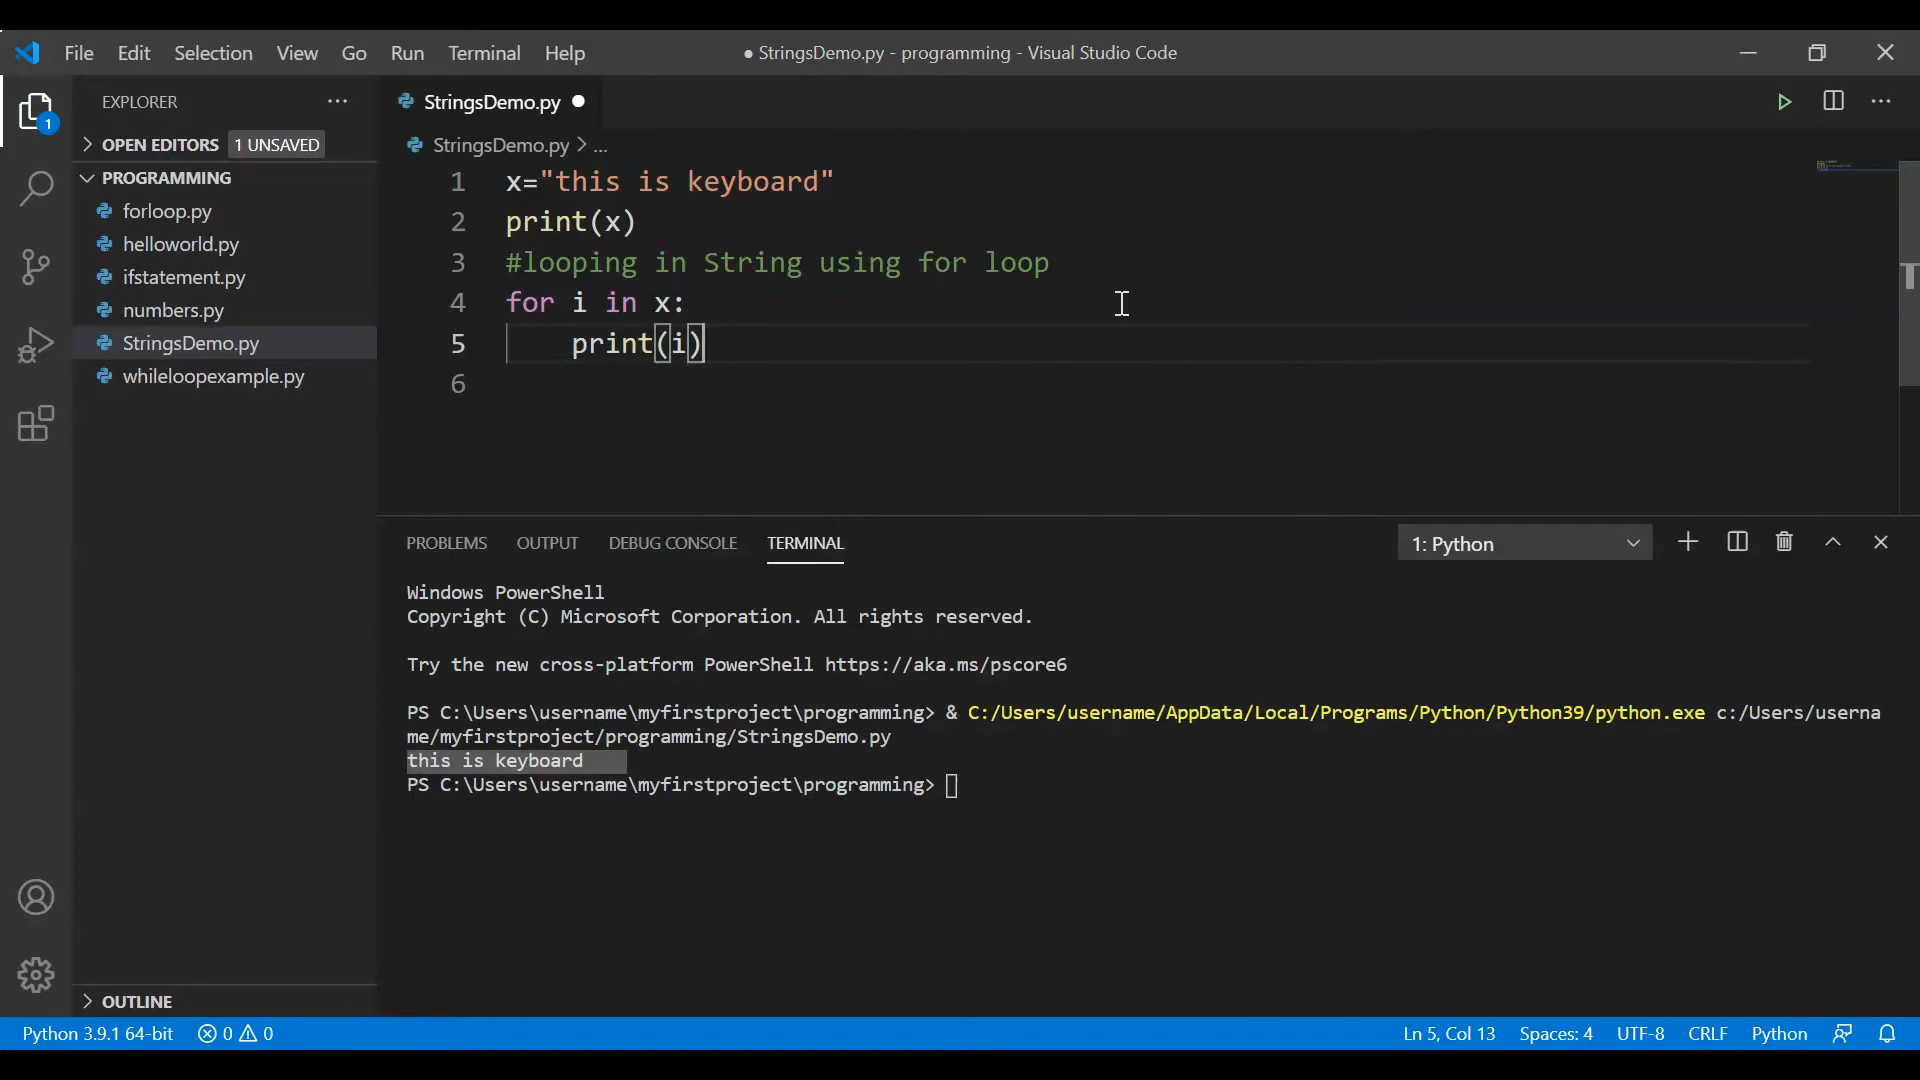 File Edit Selection View Go Run Terminal Help ● StringsDemo.py - programming - Visual Studio Code
EXPLORER ...
StringsDemo.py
1
OPEN EDITORS 1 UNSAVED
StringsDemo.py > ...
PROGRAMMING
forloop.py
helloworld.py
ifstatement.py
numbers.py
StringsDemo.py
whileloopexample.py
1 x="this is keyboard"
2 print(x)
3 #looping in String using for loop
4 for i in x:
5     print(i)
6
PROBLEMS OUTPUT DEBUG CONSOLE TERMINAL 1: Python
Windows PowerShell
Copyright (C) Microsoft Corporation. All rights reserved.
Try the new cross-platform PowerShell https://aka.ms/pscore6
PS C:\Users\username\myfirstproject\programming> & C:/Users/username/AppData/Local/Programs/Python/Python39/python.exe c:/Users/userna
me/myfirstproject/programming/StringsDemo.py
this is keyboard
PS C:\Users\username\myfirstproject\programming>
OUTLINE
Python 3.9.1 64-bit 0 0 Ln 5, Col 13 Spaces: 4 UTF-8 CRLF Python